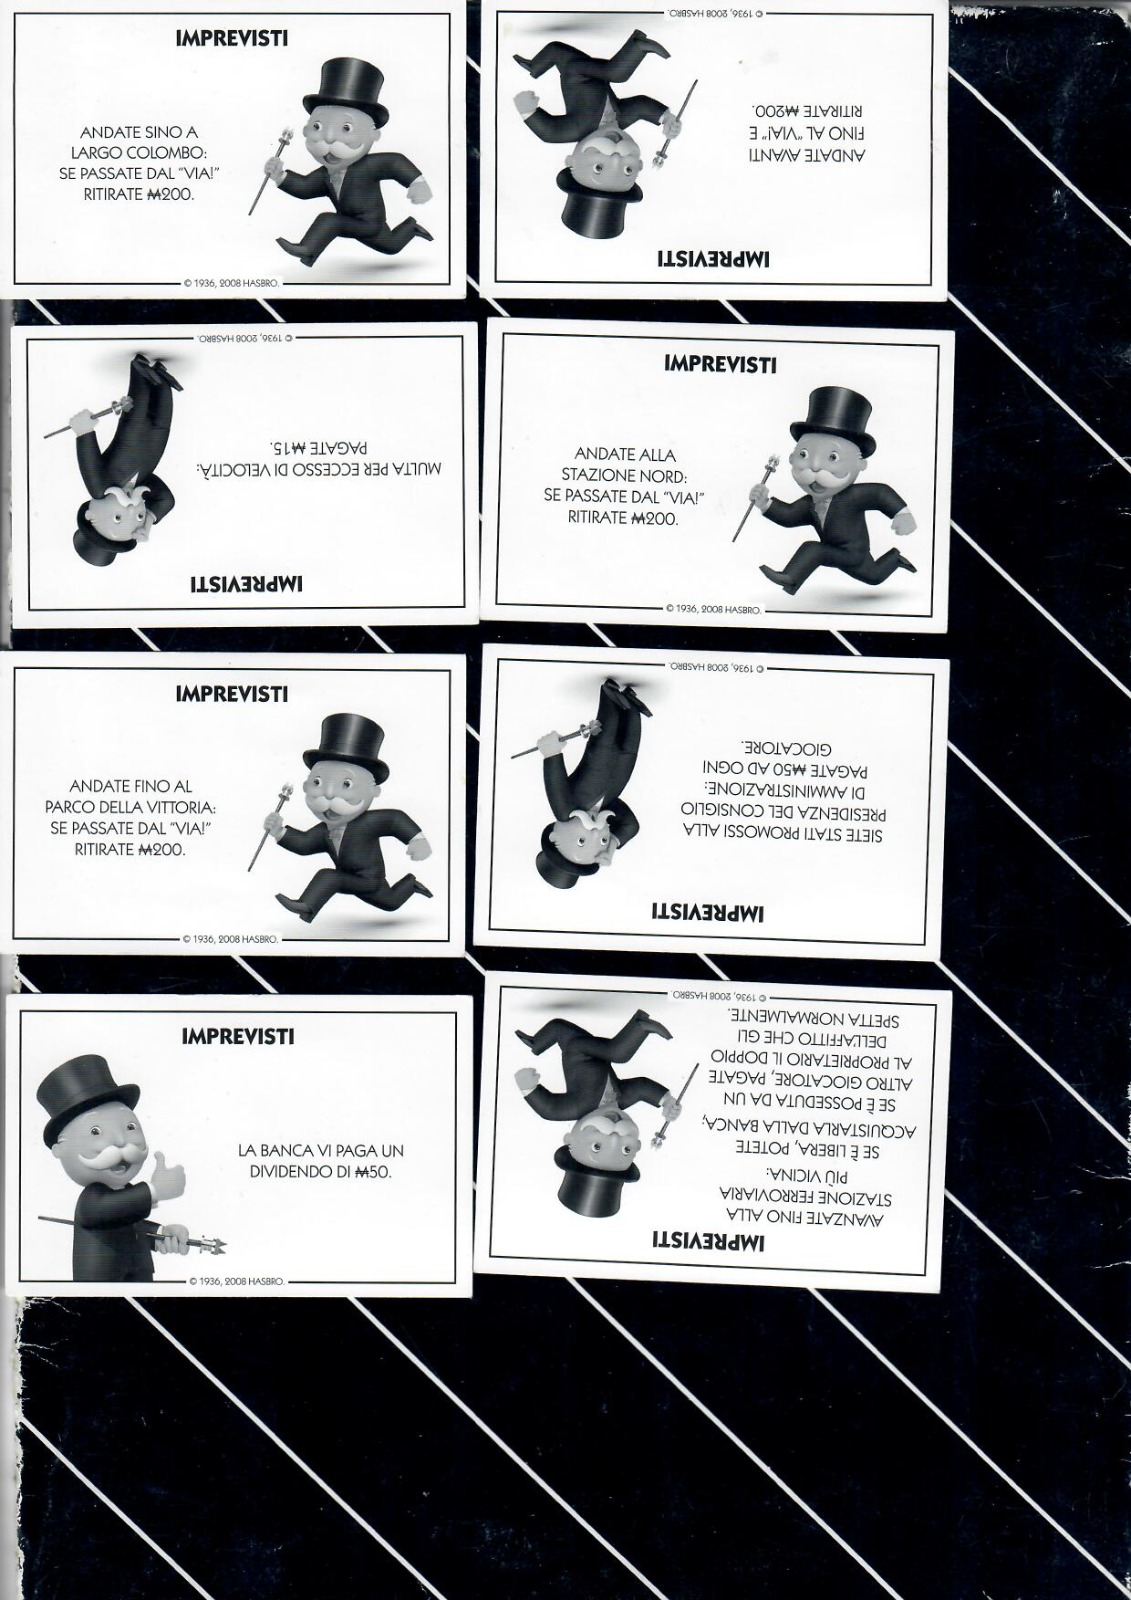 IMPREVISTI
ANDATE SINO A
LARGO COLOMBO:
SE PASSATE DAL "VIA!"
RITIRATE ₩200.
© 1936, 2008 HASBRO.
IMPREVISTI
ANDATE AVANTI
FINO AL "VIA!" E
RITIRATE ₩200.
© 1936, 2008 HASBRO.
IMPREVISTI
MULTA PER ECCESSO DI VELOCITÀ:
PAGATE ₩15.
© 1936, 2008 HASBRO.
IMPREVISTI
ANDATE ALLA
STAZIONE NORD:
SE PASSATE DAL "VIA!"
RITIRATE ₩200.
© 1936, 2008 HASBRO.
IMPREVISTI
ANDATE FINO AL
PARCO DELLA VITTORIA:
SE PASSATE DAL "VIA!"
RITIRATE ₩200.
© 1936, 2008 HASBRO.
IMPREVISTI
SIETE STATI PROMOSSI ALLA
PRESIDENZA DEL CONSIGLIO
DI AMMINISTRAZIONE:
PAGATE ₩50 AD OGNI
GIOCATORE.
© 1936, 2008 HASBRO.
IMPREVISTI
LA BANCA VI PAGA UN
DIVIDENDO DI ₩50.
© 1936, 2008 HASBRO.
IMPREVISTI
AVANZATE FINO ALLA
STAZIONE FERROVIARIA
PIÙ VICINA:
SE È LIBERA, POTETE
ACQUISTARLA DALLA BANCA;
SE È POSSEDUTA DA UN
ALTRO GIOCATORE, PAGATE
AL PROPRIETARIO IL DOPPIO
DELL'AFFITTO CHE GLI
SPETTA NORMALMENTE.
© 1936, 2008 HASBRO.